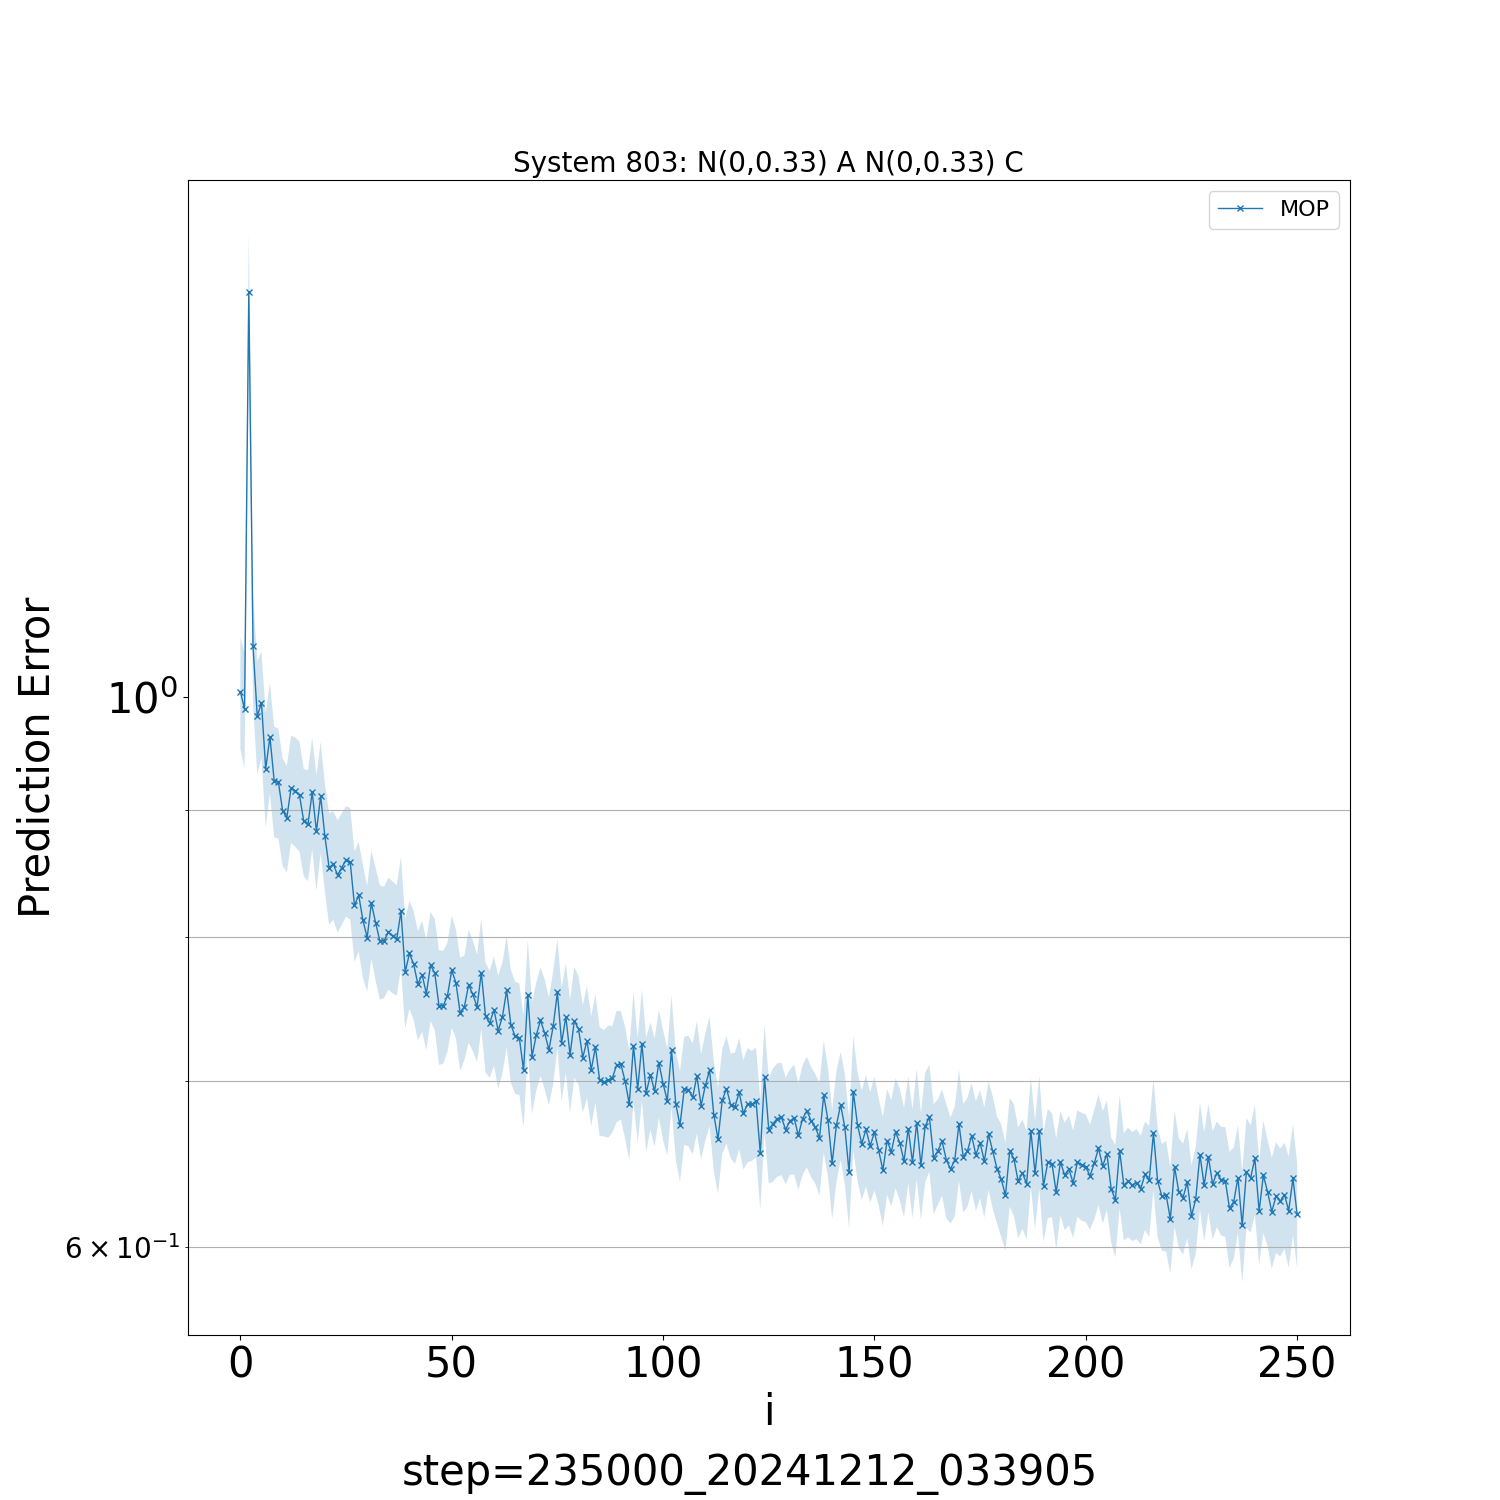 System 803: N(0,0.33) A N(0,0.33) C
MOP
Prediction Error
10⁰
6 × 10⁻¹
0 50 100 150 200 250
i
step=235000_20241212_033905